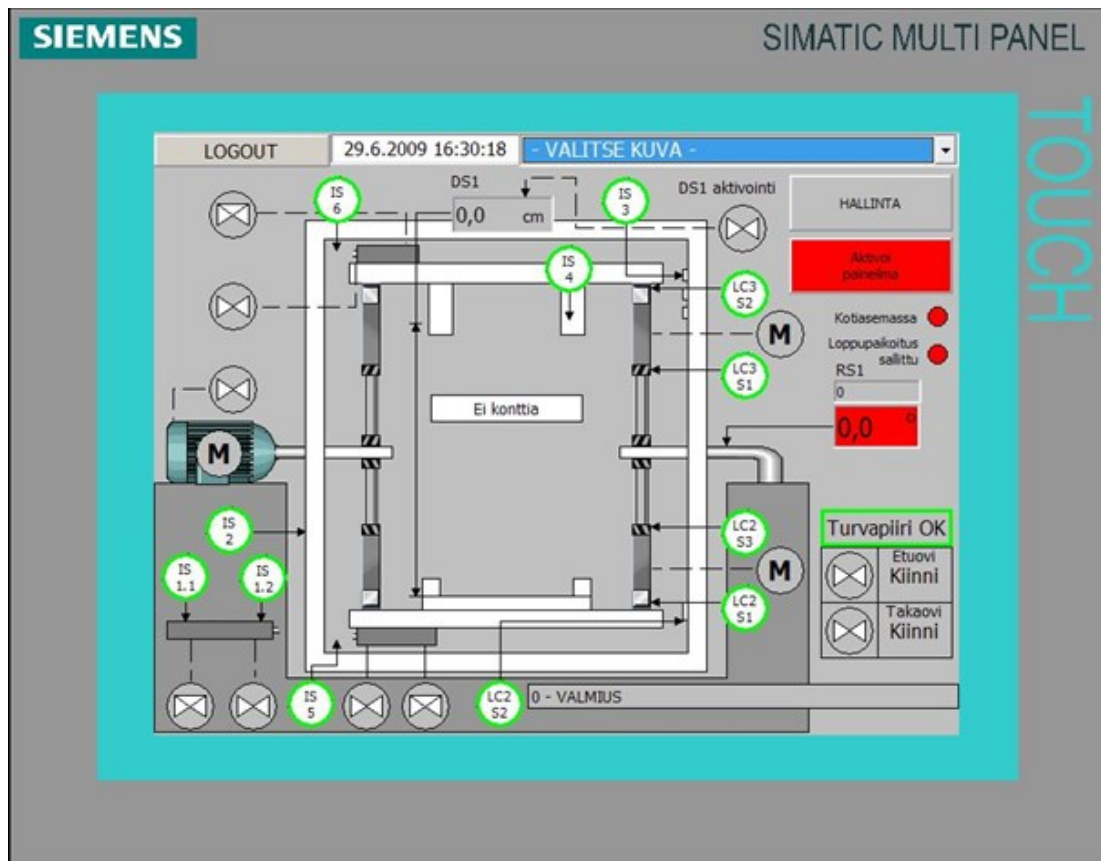 SIEMENS
SIMATIC MULTI PANEL
TOUCH
LOGOUT
29.6.2009 16:30:18
- VALITSE KUVA -
DS1
0,0 cm
DS1 aktivointi
HALLINTA
Aktivoi
painelma
IS
6
IS
3
IS
4
LC3
S2
M
Kotiasemassa
Loppupaikoitus
sallittu
LC3
S1
RS1
0
0,0 °
Ei konttia
M
IS
2
LC2
S3
Turvapiiri OK
Etuovi
Kiinni
IS
1.1
IS
1.2
M
LC2
S1
Takaovi
Kiinni
IS
5
LC2
S2
0 - VALMIUS